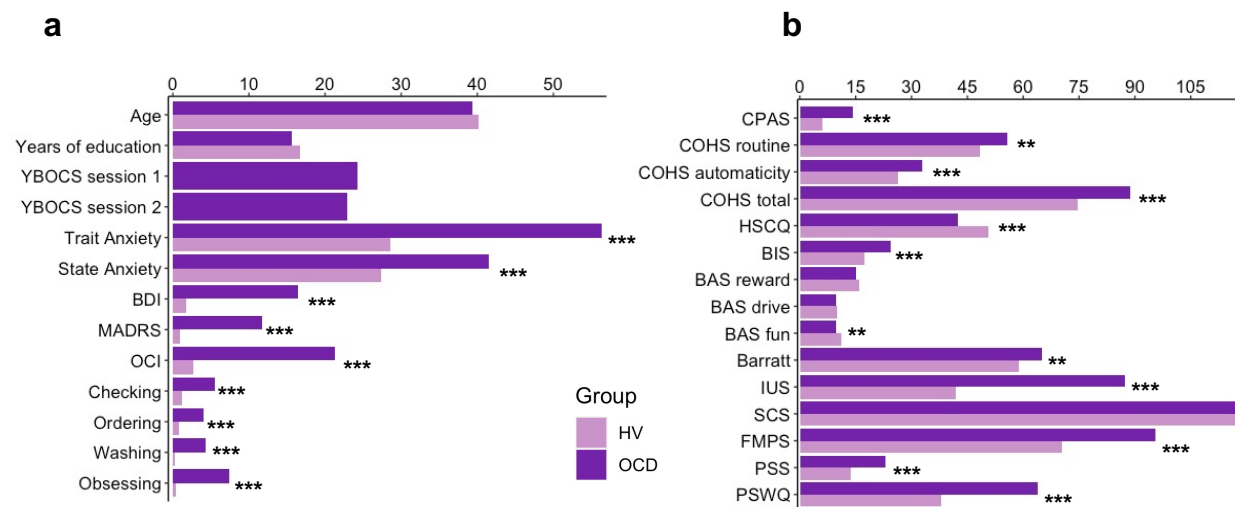 a
0 10 20 30 40 50
Age
Years of education
YBOCS session 1
YBOCS session 2
Trait Anxiety ***
State Anxiety ***
BDI ***
MADRS ***
OCI ***
Checking ***
Ordering ***
Washing ***
Obsessing ***
Group
HV
OCD
b
0 15 30 45 60 75 90 105
CPAS ***
COHS routine **
COHS automaticity ***
COHS total ***
HSCQ ***
BIS ***
BAS reward
BAS drive
BAS fun **
Barratt **
IUS ***
SCS
FMPS ***
PSS ***
PSWQ ***